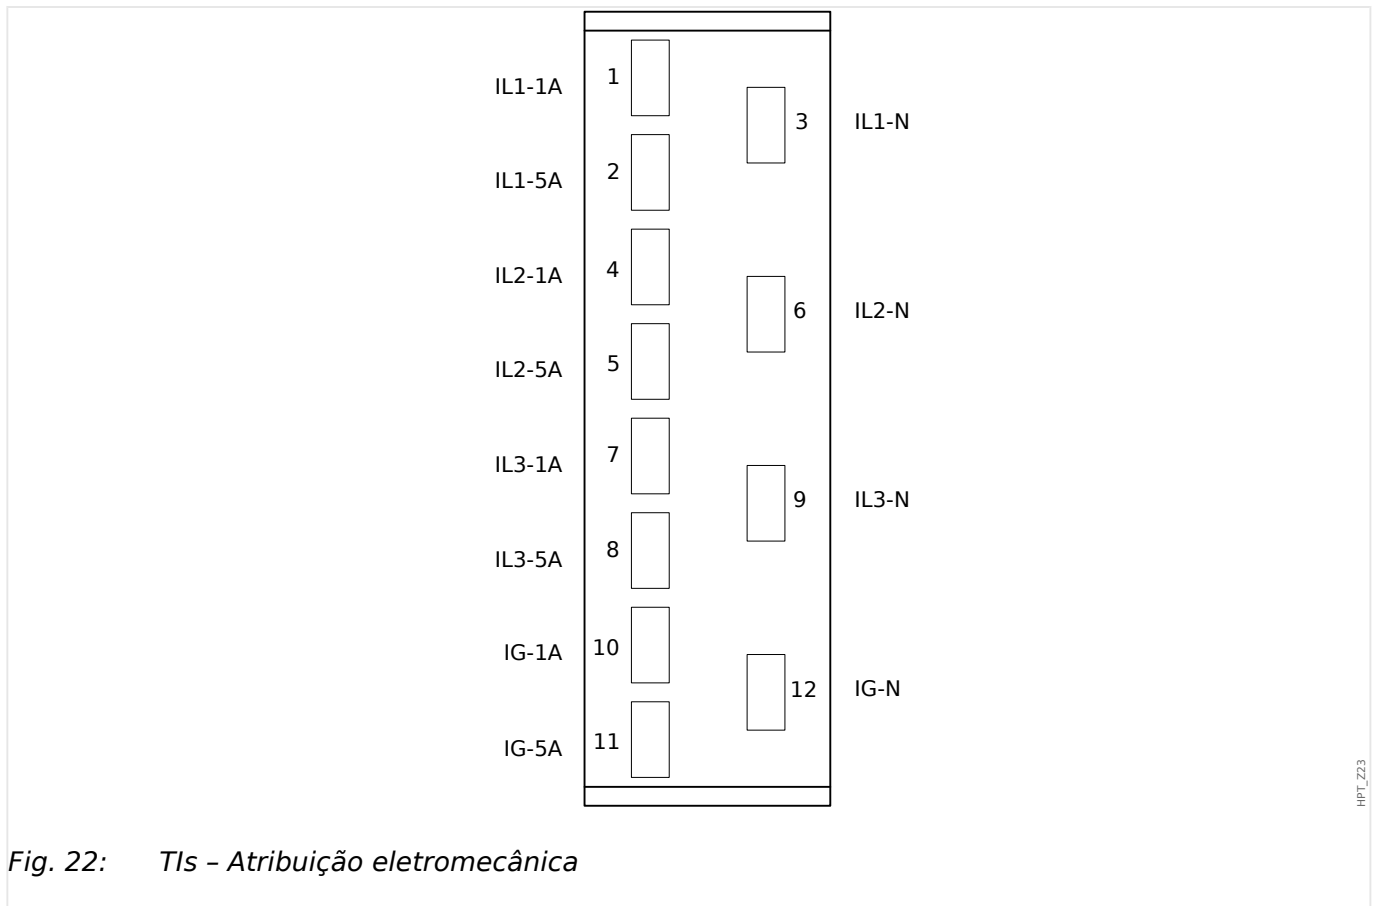 IL1-1A 1
3 IL1-N
IL1-5A 2
IL2-1A 4
6 IL2-N
IL2-5A 5
IL3-1A 7
9 IL3-N
IL3-5A 8
IG-1A 10
12 IG-N
IG-5A 11
HPT_Z23
Fig. 22: TIs – Atribuição eletromecânica